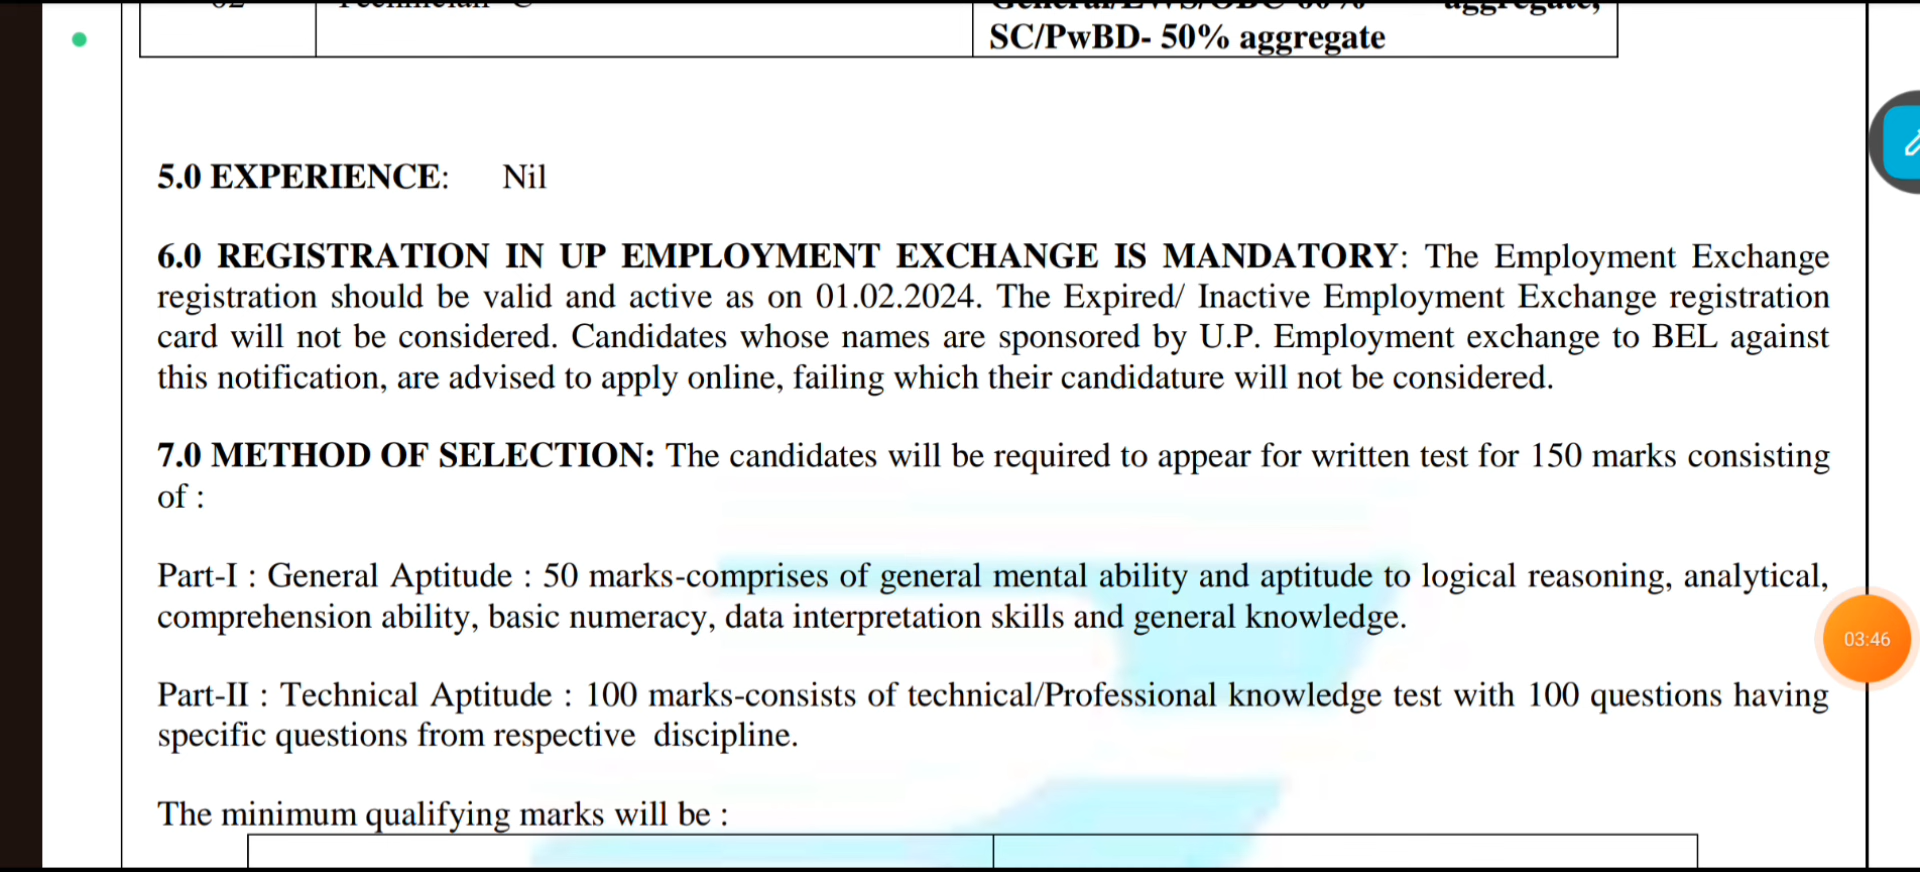 SC/PwBD- 50% aggregate
5.0 EXPERIENCE: Nil
6.0 REGISTRATION IN UP EMPLOYMENT EXCHANGE IS MANDATORY: The Employment Exchange
registration should be valid and active as on 01.02.2024. The Expired/ Inactive Employment Exchange registration
card will not be considered. Candidates whose names are sponsored by U.P. Employment exchange to BEL against
this notification, are advised to apply online, failing which their candidature will not be considered.
7.0 METHOD OF SELECTION: The candidates will be required to appear for written test for 150 marks consisting
of :
Part-I : General Aptitude : 50 marks-comprises of general mental ability and aptitude to logical reasoning, analytical,
comprehension ability, basic numeracy, data interpretation skills and general knowledge.
03:46
Part-II : Technical Aptitude : 100 marks-consists of technical/Professional knowledge test with 100 questions having
specific questions from respective discipline.
The minimum qualifying marks will be :